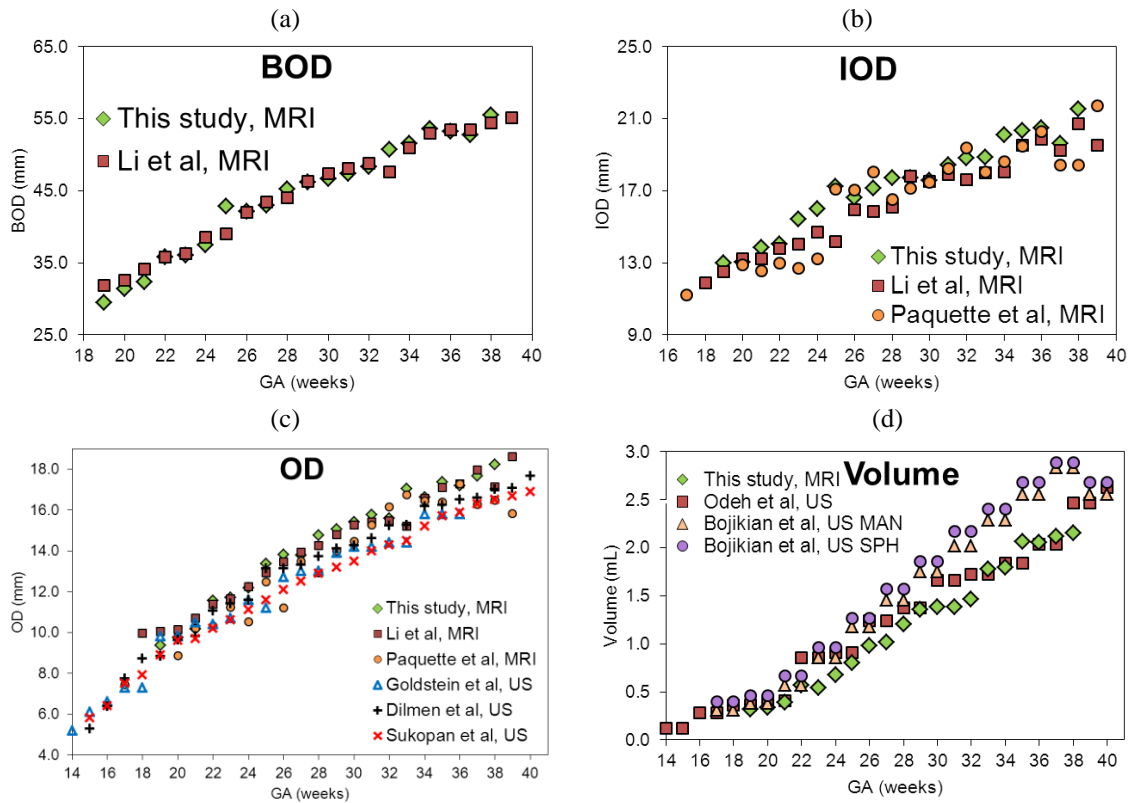 (a)
BOD
65.0
55.0
45.0
35.0
25.0
BOD (mm)
This study, MRI
Li et al, MRI
18 20 22 24 26 28 30 32 34 36 38 40
GA (weeks)
(b)
IOD
25.0
21.0
17.0
13.0
9.0
IOD (mm)
This study, MRI
Li et al, MRI
Paquette et al, MRI
16 18 20 22 24 26 28 30 32 34 36 38 40
GA (weeks)
(c)
OD
18.0
16.0
14.0
12.0
10.0
8.0
6.0
4.0
OD (mm)
This study, MRI
Li et al, MRI
Paquette et al, MRI
Goldstein et al, US
Dilmen et al, US
Sukopan et al, US
14 16 18 20 22 24 26 28 30 32 34 36 38 40
GA (weeks)
(d)
Volume
3.0
2.5
2.0
1.5
1.0
0.5
0.0
Volume (mL)
This study, MRI
Odeh et al, US
Bojikian et al, US MAN
Bojikian et al, US SPH
14 16 18 20 22 24 26 28 30 32 34 36 38 40
GA (weeks)